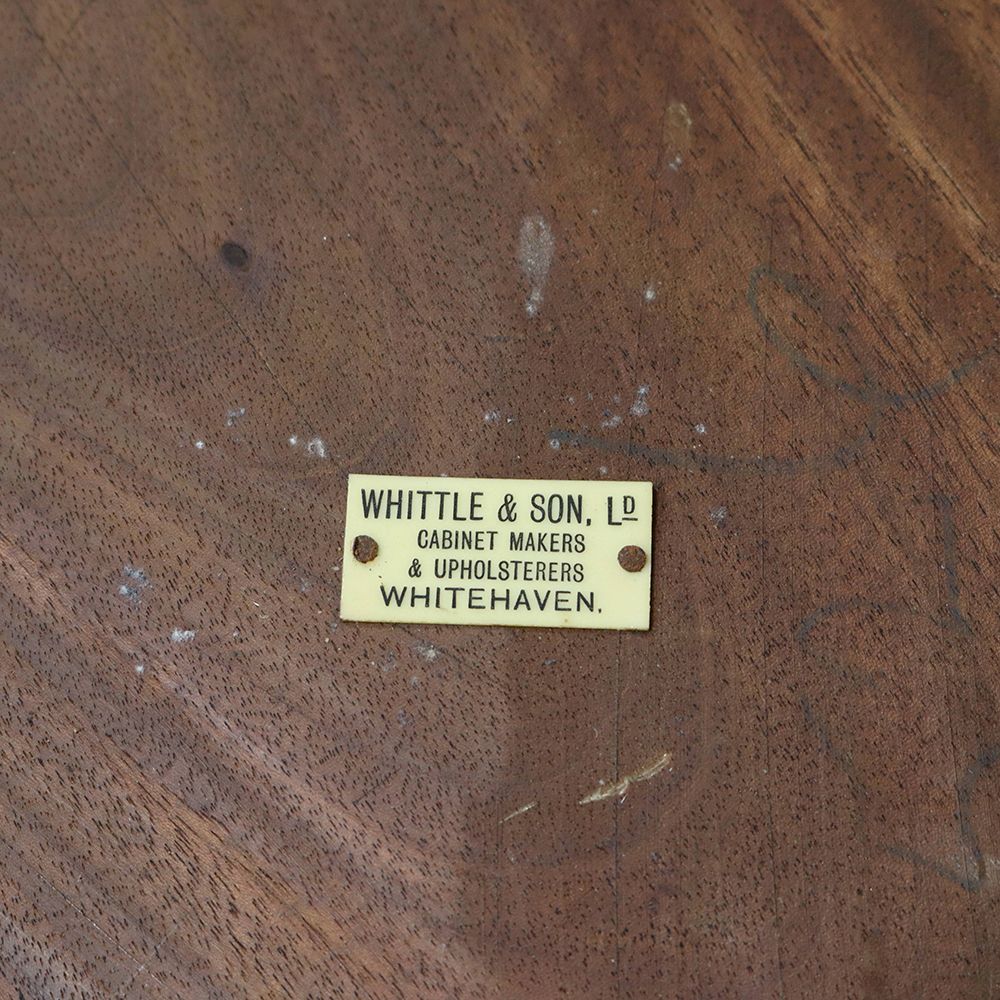 WHITTLE & SON, LD
CABINET MAKERS
& UPHOLSTERERS
WHITEHAVEN.